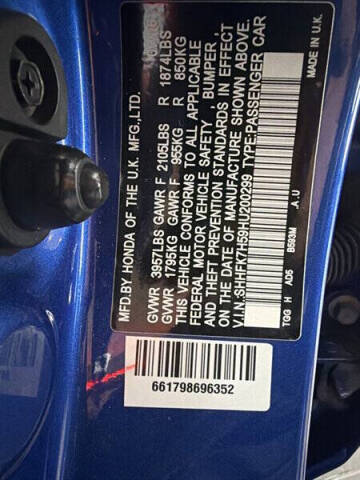 MFD.BY HONDA OF THE U.K. MFG.,LTD.
GVWR 3957LBS GAWR F 2105LBS R 1874LBS
GVWR 1795KG GAWR F 955KG R 850KG
THIS VEHICLE CONFORMS TO ALL APPLICABLE
FEDERAL MOTOR VEHICLE SAFETY , BUMPER ,
AND THEFT PREVENTION STANDARDS IN EFFECT
ON THE DATE OF MANUFACTURE SHOWN ABOVE.
V.I.N.:SHHFK7H59HU200299 TYPE:PASSENGER CAR
TGG H AD5 B593M .A.U MADE IN U.K.
661798696352